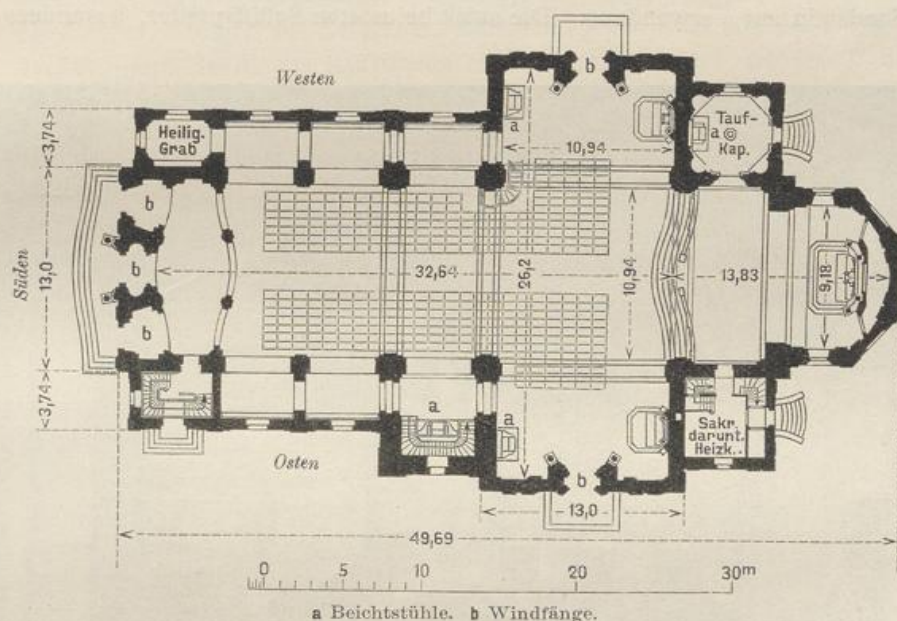 Westen
b
Heilig.
Grab
a
10,94
Tauf-
a
Kap.
3,74
Süden
13,0
b
b
b
32,64
26,2
10,94
13,83
9,18
3,74
a
a
Sakr.
darunt.
Heizk.
Osten
b
13,0
49,69
0 5 10 20 30m
a Beichtstühle. b Windfänge.